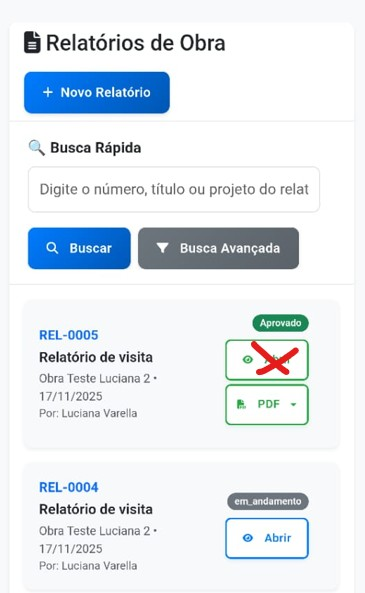 Relatórios de Obra
+ Novo Relatório
Busca Rápida
Digite o número, título ou projeto do relat
Buscar
Busca Avançada
Aprovado
REL-0005
Relatório de visita
Obra Teste Luciana 2 •
17/11/2025
Por: Luciana Varella
PDF
REL-0004
Relatório de visita
Obra Teste Luciana 2 •
17/11/2025
Por: Luciana Varella
em_andamento
Abrir